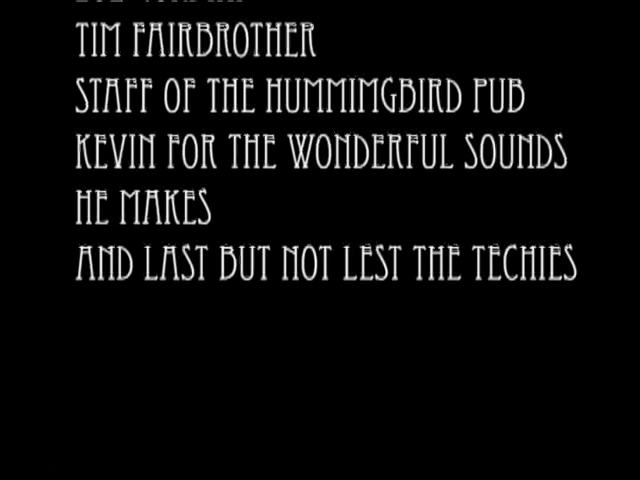 TIM FAIRBROTHER
STAFF OF THE HUMMIMGBIRD PUB
KEVIN FOR THE WONDERFUL SOUNDS
HE MAKES
AND LAST BUT NOT LEST THE TECHIES